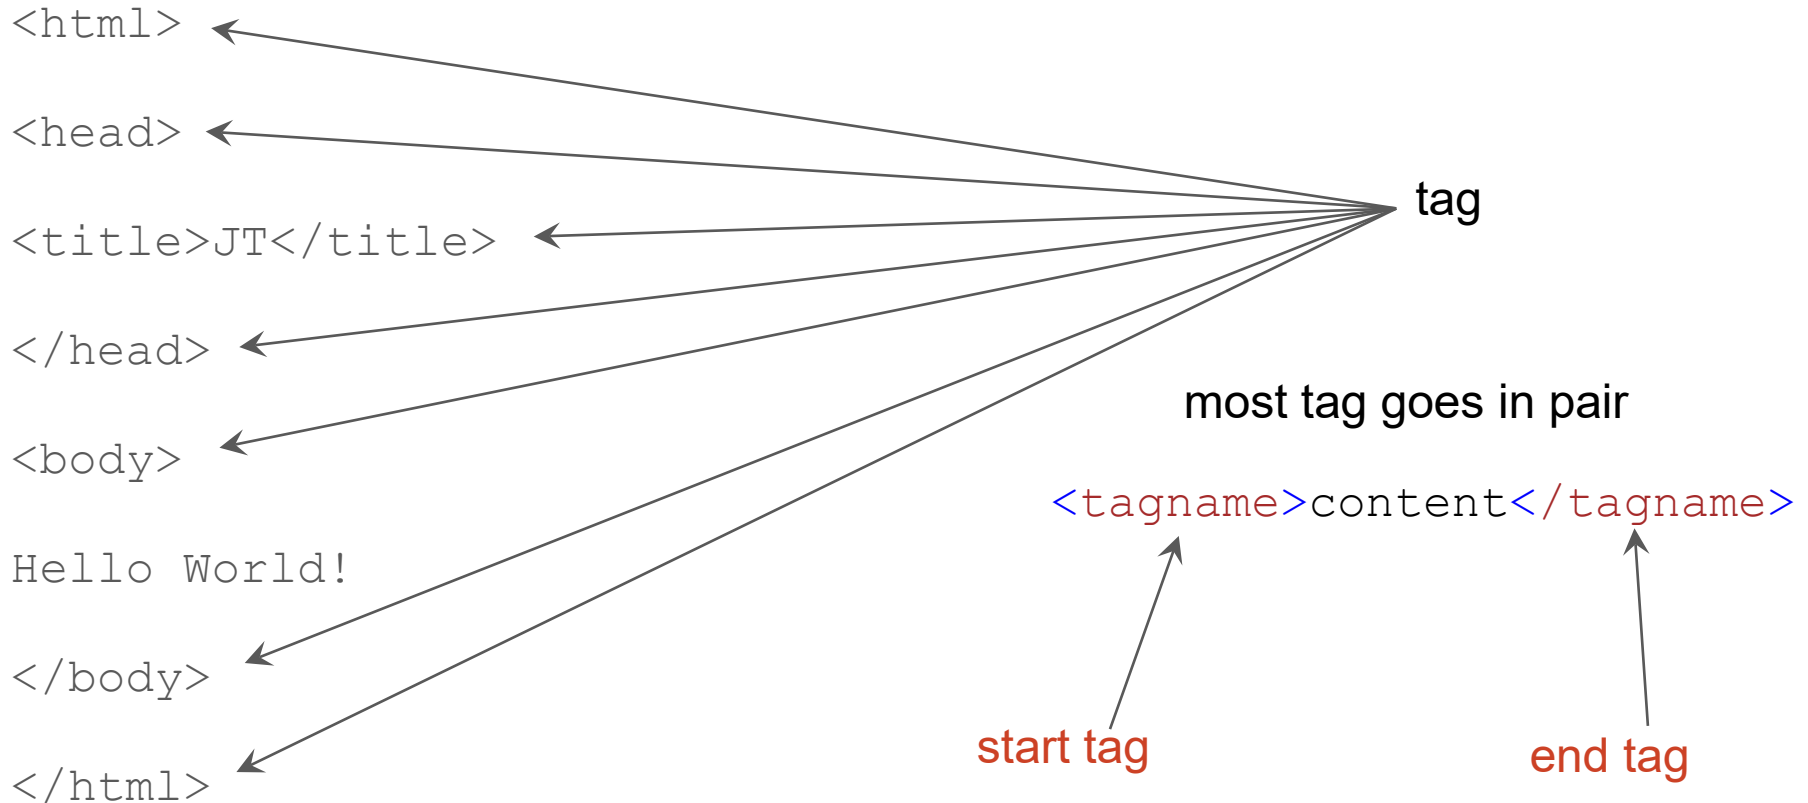 <html>
<head>
<title>JT</title>
</head>
<body>
Hello World!
</body>
</html>
tag
most tag goes in pair
<tagname>content</tagname>
start tag
end tag